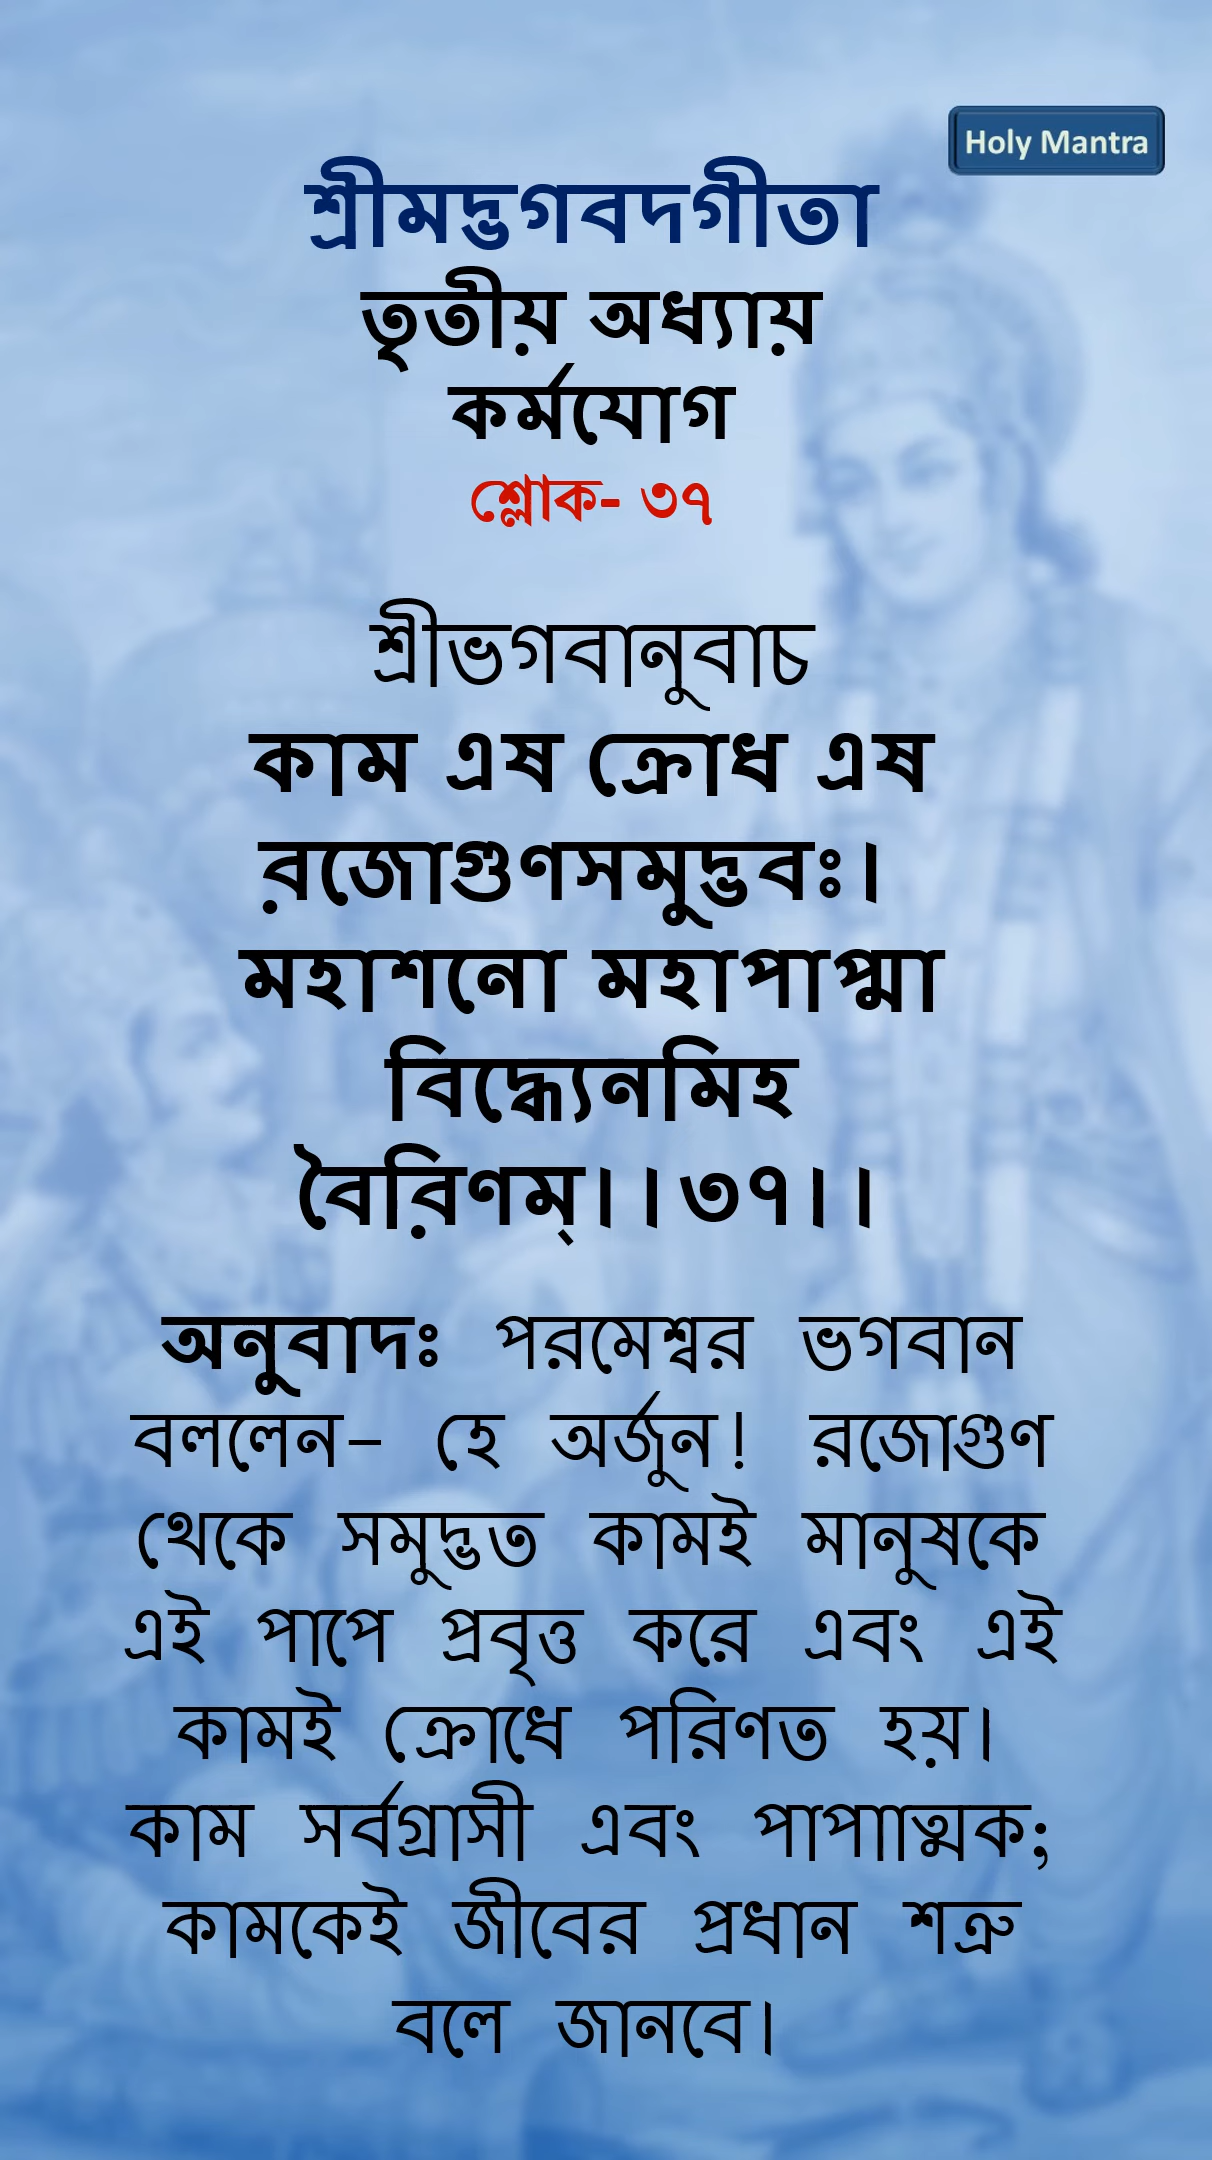 Holy Mantra
শ্রীমদ্ভগবদগীতা
তৃতীয় অধ্যায়
কর্মযোগ
শ্লোক- ৩৭
শ্রীভগবানুবাচ
কাম এষ ক্রোধ এষ
রজোগুণসমুদ্ভবঃ।
মহাশনো মহাপাপ্মা
বিদ্ধ্যেনমিহ
বৈরিণম্।।৩৭।।
অনুবাদঃ পরমেশ্বর ভগবান
বললেন– হে অর্জুন! রজোগুণ
থেকে সমুদ্ভত কামই মানুষকে
এই পাপে প্রবৃত্ত করে এবং এই
কামই ক্রোধে পরিণত হয়।
কাম সর্বগ্রাসী এবং পাপাাত্মক;
কামকেই জীবের প্রধান শত্রু
বলে জানবে।